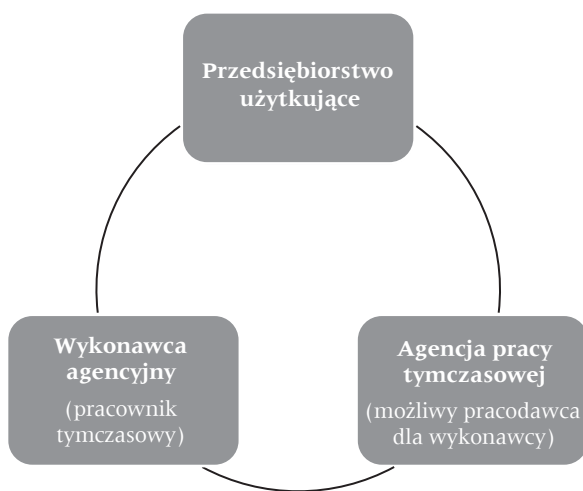 Przedsiębiorstwo
użytkujące
Wykonawca
agencyjny
(pracownik
tymczasowy)
Agencja pracy
tymczasowej
(możliwy pracodawca
dla wykonawcy)